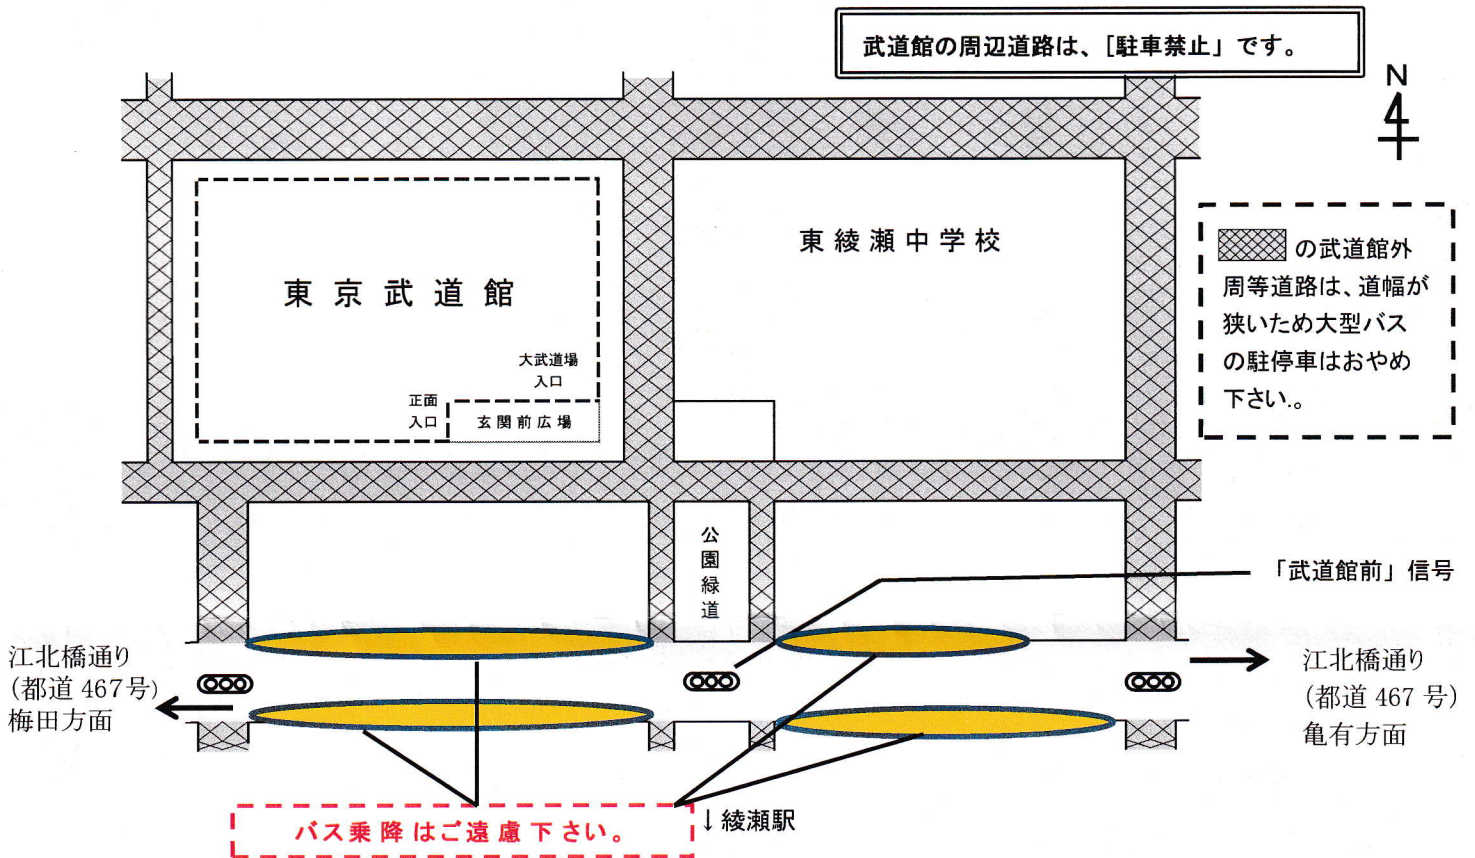 武道館の周辺道路は、［駐車禁止」です。
N
東綾瀬中学校
東京武道館
の武道館外
周等道路は、道幅が
狭いため大型バス
の駐停車はおやめ
下さい.。
大武道場
入口
正面
入口
玄関前広場
公園緑道
「武道館前」信号
江北橋通り
(都道 467号)
梅田方面
江北橋通り
(都道 467 号)
亀有方面
バス乗降はご遠慮下さい。
↓綾瀬駅